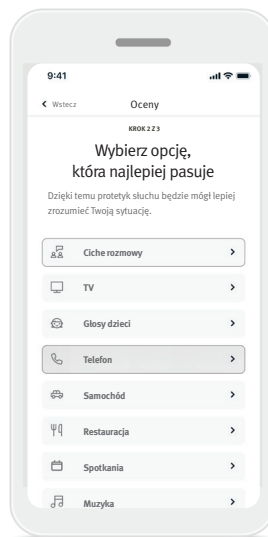 9:41
Wstecz Oceny
KROK 2 Z 3
Wybierz opcję,
która najlepiej pasuje
Dzięki temu protetyk słuchu będzie mógł lepiej
zrozumieć Twoją sytuację.
Ciche rozmowy
TV
Głosy dzieci
Telefon
Samochód
Restauracja
Spotkania
Muzyka